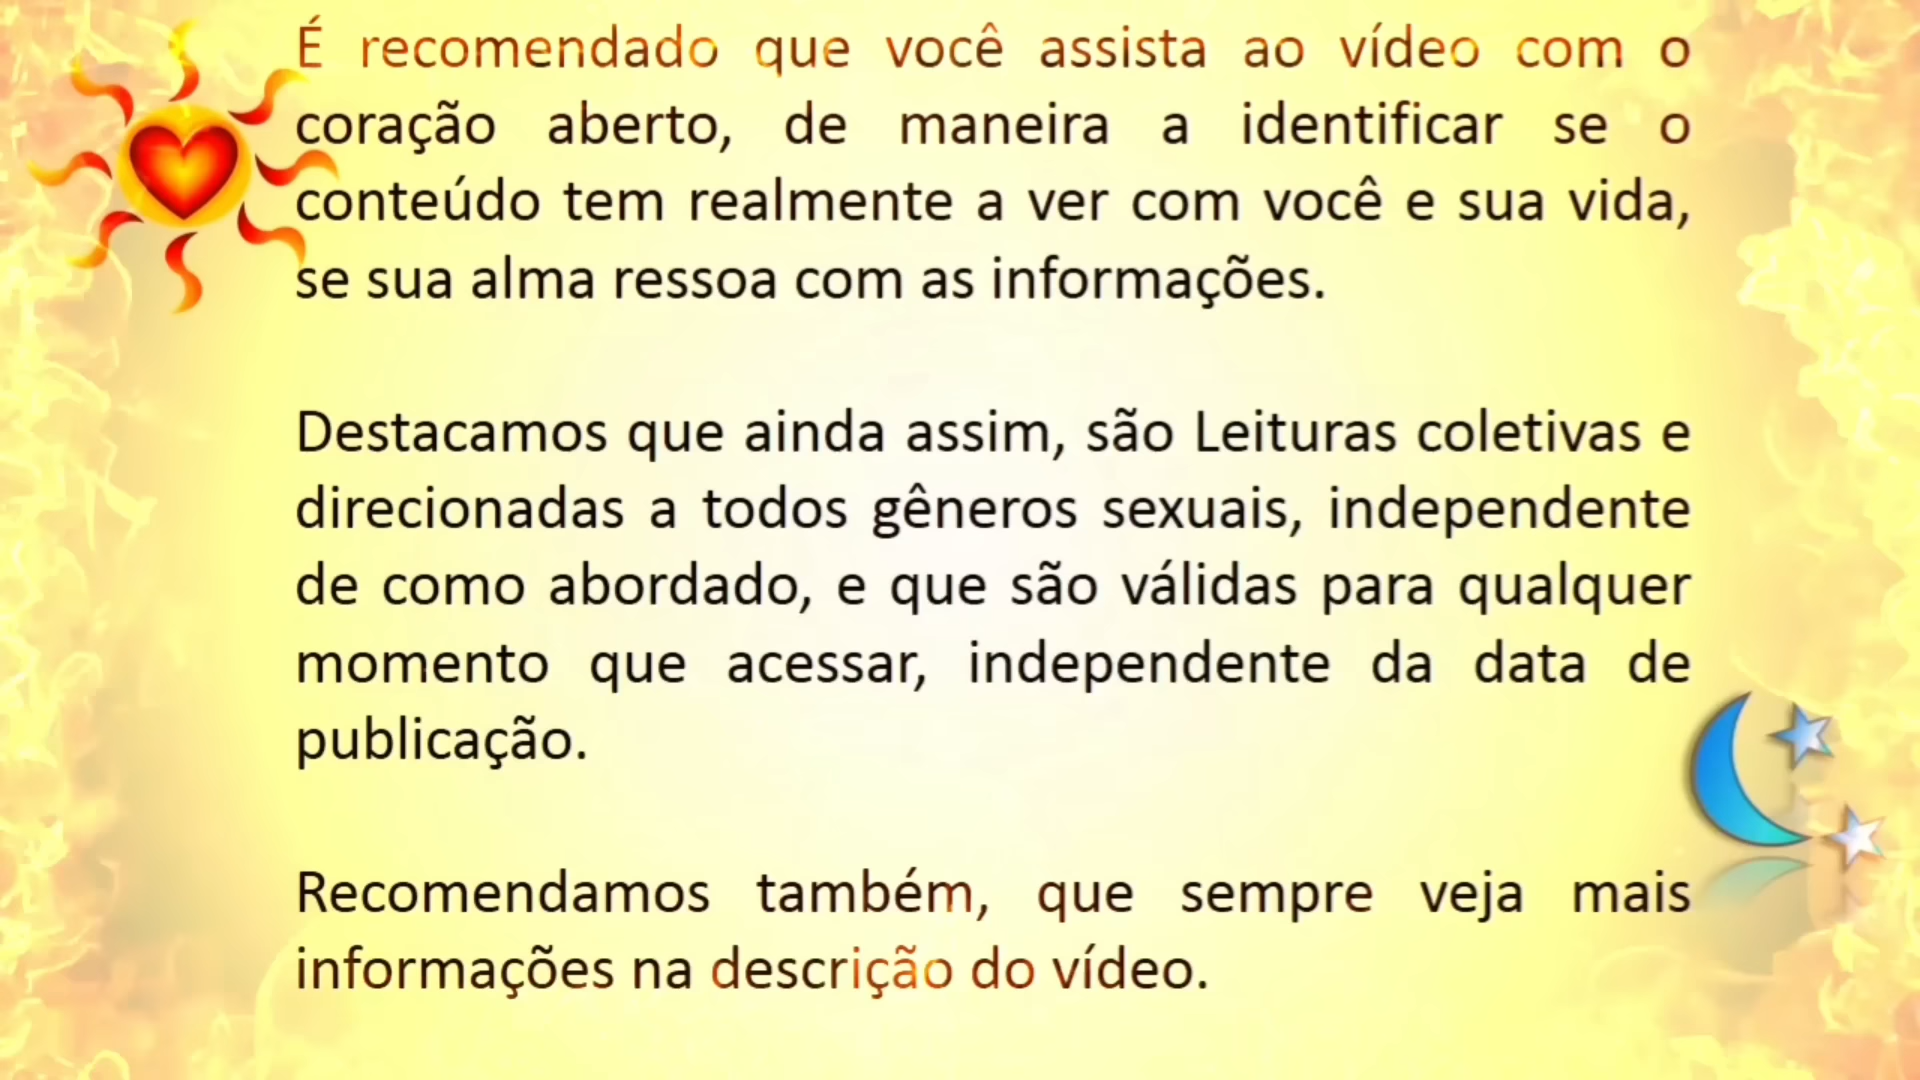 É recomendado que você assista ao vídeo com o
coração aberto, de maneira a identificar se o
conteúdo tem realmente a ver com você e sua vida,
se sua alma ressoa com as informações.
Destacamos que ainda assim, são Leituras coletivas e
direcionadas a todos gêneros sexuais, independente
de como abordado, e que são válidas para qualquer
momento que acessar, independente da data de
publicação.
Recomendamos também, que sempre veja mais
informações na descrição do vídeo.